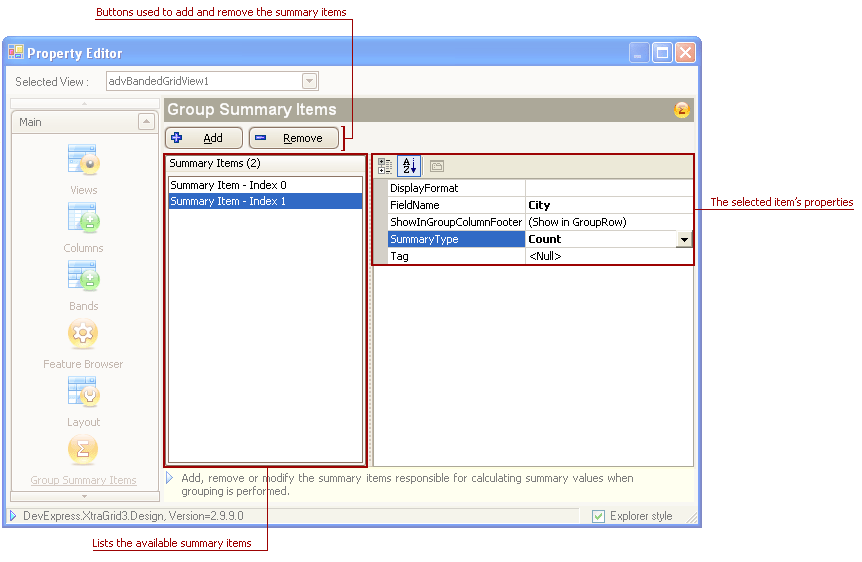 Buttons used to add and remove the summary items
Property Editor
Selected View : advBandedGridView1
Main
Views
Columns
Bands
Feature Browser
Layout
Group Summary Items
Group Summary Items
Add Remove
Summary Items (2)
Summary Item - Index 0
Summary Item - Index 1
DisplayFormat
FieldName City
ShowInGroupColumnFooter (Show in GroupRow)
SummaryType Count
Tag <Null>
The selected item's properties
Add, remove or modify the summary items responsible for calculating summary values when
grouping is performed.
DevExpress.XtraGrid3.Design, Version=2.9.9.0
Explorer style
Lists the available summary items